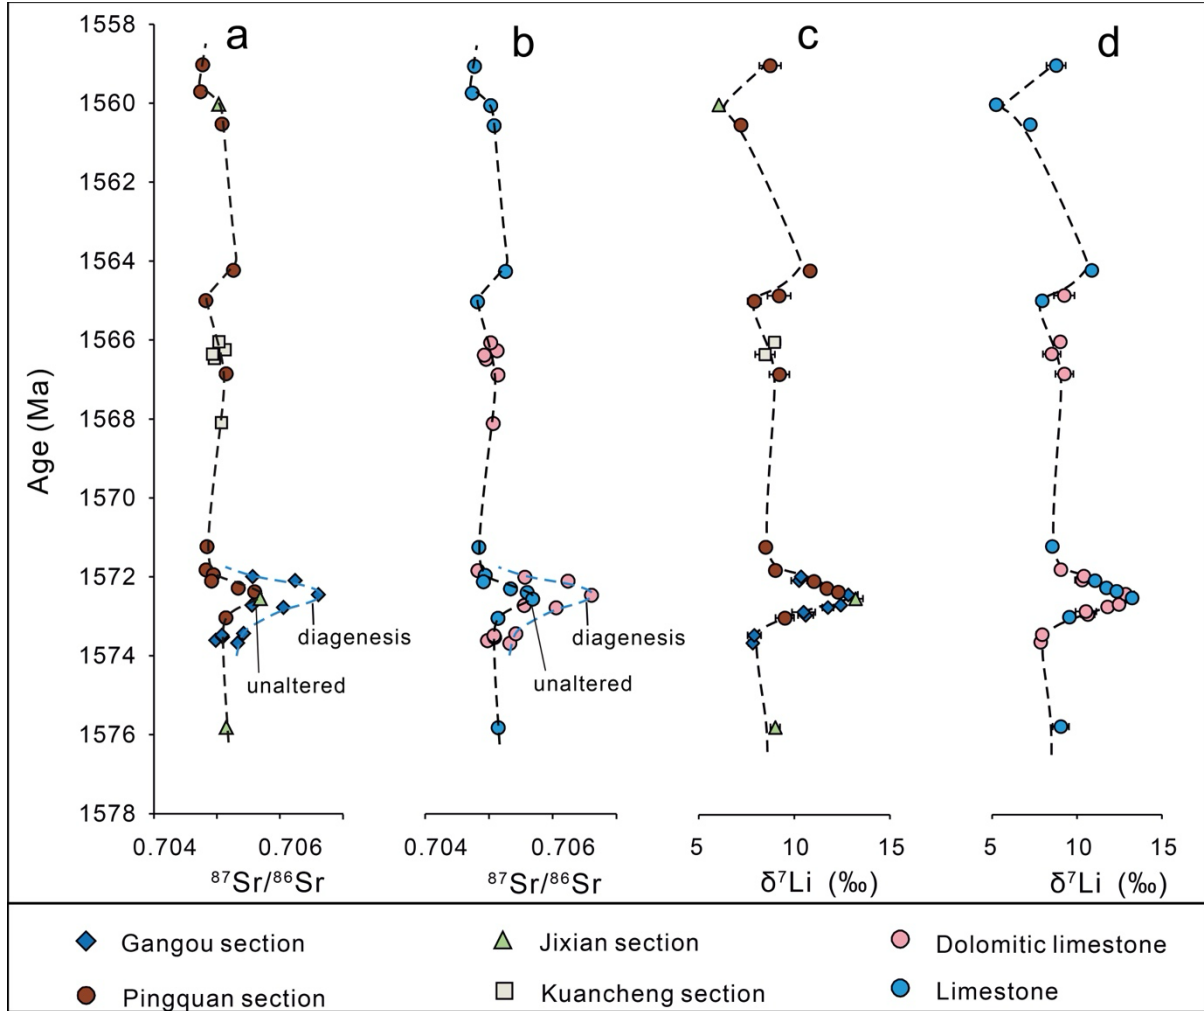 a
b
c
d
Age (Ma)
1558
1560
1562
1564
1566
1568
1570
1572
1574
1576
1578
diagenesis
unaltered
diagenesis
unaltered
0.704 0.706
0.704 0.706
5 10 15
5 10 15
⁸⁷Sr/⁸⁶Sr
⁸⁷Sr/⁸⁶Sr
δ⁷Li (‰)
δ⁷Li (‰)
Gangou section
Jixian section
Dolomitic limestone
Pingquan section
Kuancheng section
Limestone